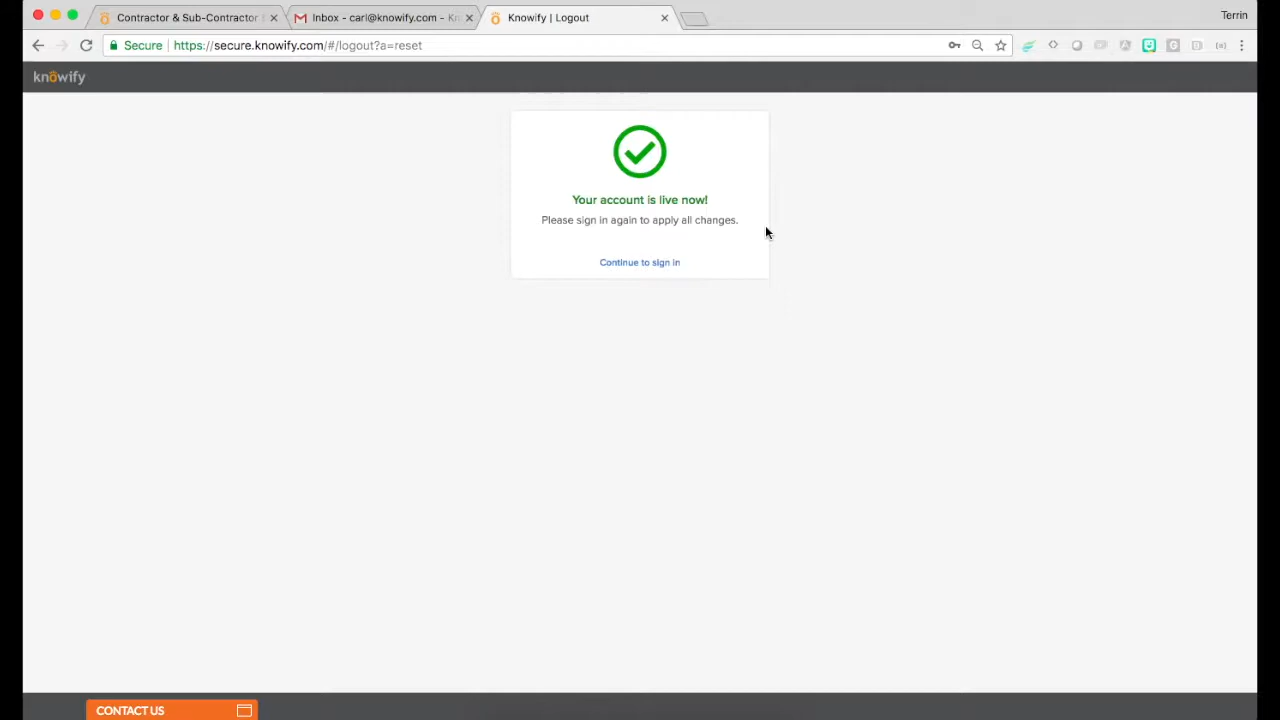 Contractor & Sub-Contractor
Inbox - carl@knowify.com - Kn
Knowify | Logout
Terrin
Secure
https://secure.knowify.com/#/logout?a=reset
knowify
Your account is live now!
Please sign in again to apply all changes.
Continue to sign in
CONTACT US